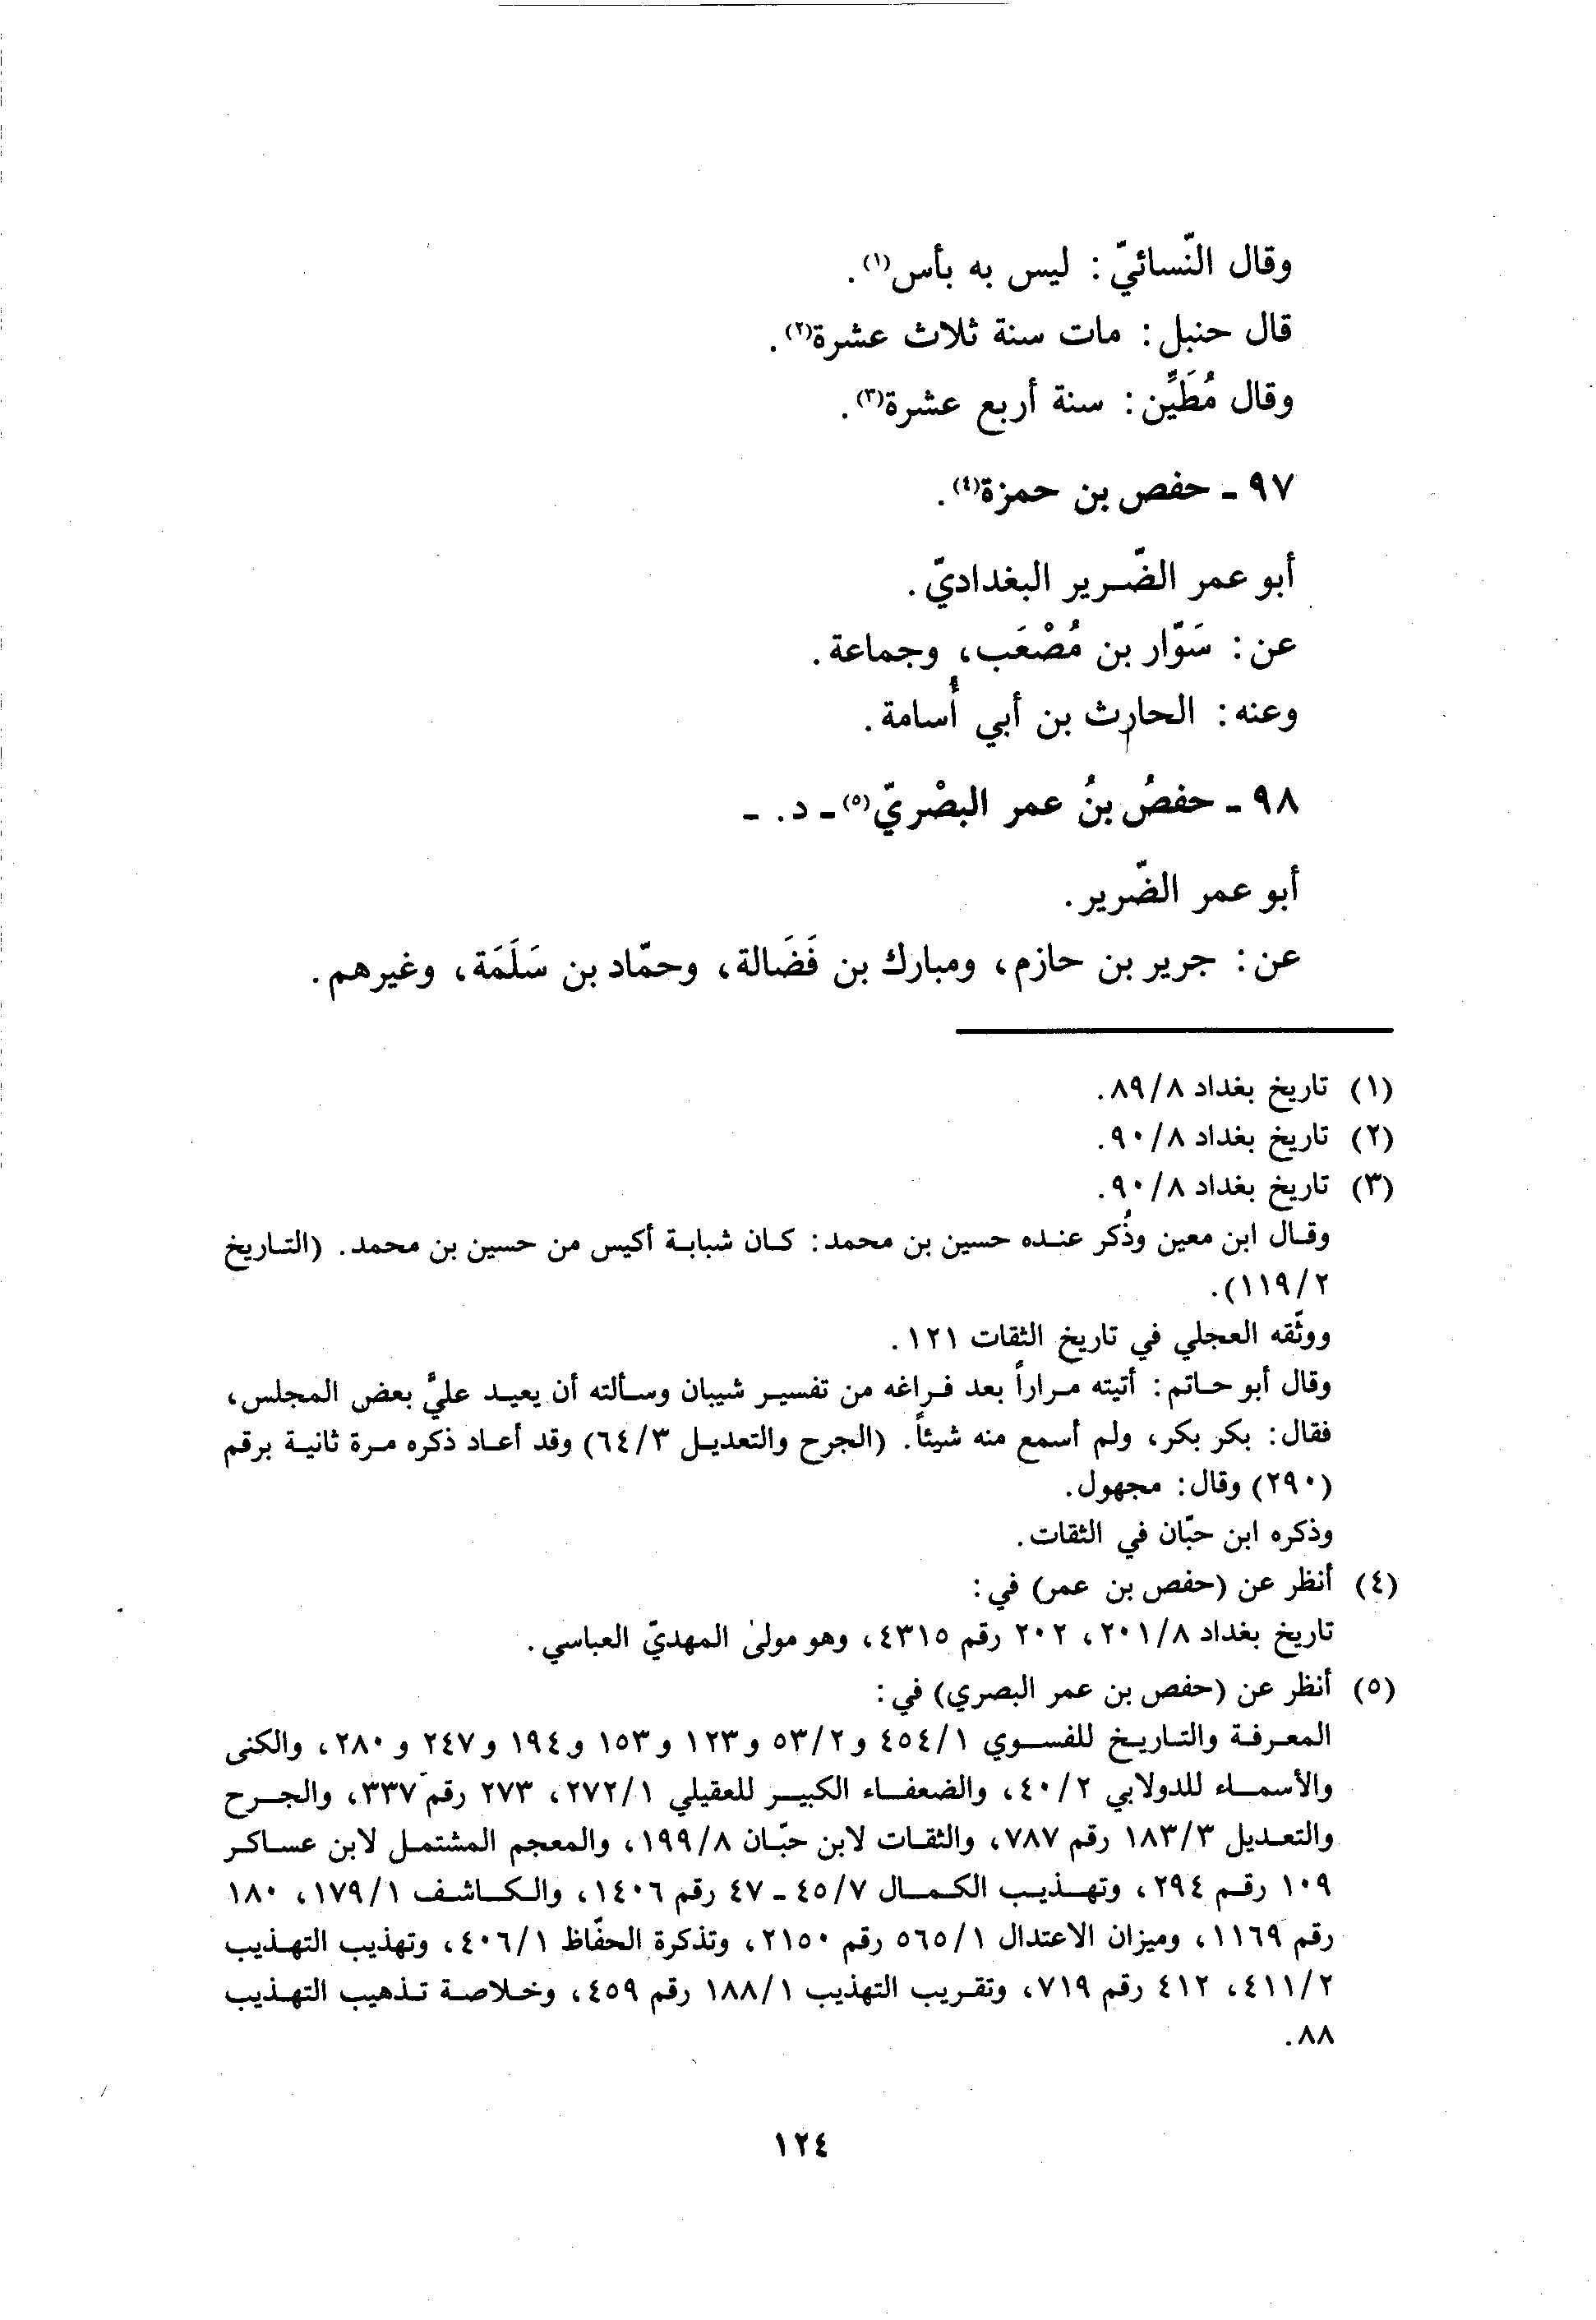 وقال النّسائيّ: ليس به بأس(١).
قال حنبل: مات سنة ثلاث عشرة(٢).
وقال مُطَيِّن: سنة أربع عشرة(٣).
٩٧ - حفص بن حمزة(٤).
أبو عمر الضّرير البغداديّ.
عن: سَوّار بن مُصْعَب، وجماعة.
وعنه: الحارث بن أبي أُسامة.
٩٨ - حفصُ بنُ عمر البصْريّ(٥) - د. -
أبو عمر الضّرير.
عن: جرير بن حازم، ومبارك بن فَضَالة، وحمّاد بن سَلَمَة، وغيرهم.
(١) تاريخ بغداد ٨/٨٩.
(٢) تاريخ بغداد ٨/٩٠.
(٣) تاريخ بغداد ٨/٩٠.
وقال ابن معين وذُكر عنده حسين بن محمد: كان شبابة أكيس من حسين بن محمد. (التاريخ
٢/١١٩).
ووثّقه العجلي في تاريخ الثقات ١٢١.
وقال أبو حاتم: أتيته مراراً بعد فراغه من تفسير شيبان وسألته أن يعيد عليّ بعض المجلس،
فقال: بكر بكر، ولم أسمع منه شيئاً. (الجرح والتعديل ٣/٦٤) وقد أعاد ذكره مرة ثانية برقم
(٢٩٠) وقال: مجهول.
وذكره ابن حبّان في الثقات.
(٤) أنظر عن (حفص بن عمر) في:
تاريخ بغداد ٨/٢٠١، ٢٠٢ رقم ٤٣١٥، وهو مولى المهديّ العباسي.
(٥) أنظر عن (حفص بن عمر البصري) في:
المعرفة والتاريخ للفسوي ١/٤٥٤ و٢/٥٣ و١٢٣ و١٥٣ و١٩٤ و٢٤٧ و٢٨٠، والكنى
والأسماء للدولابي ٢/٤٠، والضعفاء الكبير للعقيلي ١/٢٧٢، ٢٧٣ رقم ٣٣٧، والجرح
والتعديل ٣/١٨٣ رقم ٧٨٧، والثقات لابن حبّان ٨/١٩٩، والمعجم المشتمل لابن عساكر
١٠٩ رقم ٢٩٤، وتهذيب الكمال ٧/٤٥ - ٤٧ رقم ١٤٠٦، والكاشف ١/١٧٩، ١٨٠
رقم ١١٦٩، وميزان الاعتدال ١/٥٦٥ رقم ٢١٥٠، وتذكرة الحفّاظ ١/٤٠٦، وتهذيب التهذيب
٢/٤١١، ٤١٢ رقم ٧١٩، وتقريب التهذيب ١/١٨٨ رقم ٤٥٩، وخلاصة تذهيب التهذيب
٨٨.
١٢٤